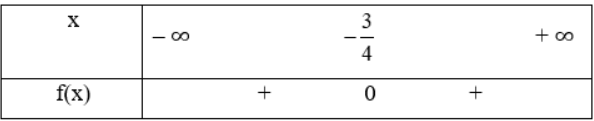 x – ∞ −3/4 + ∞
f(x) + 0 +